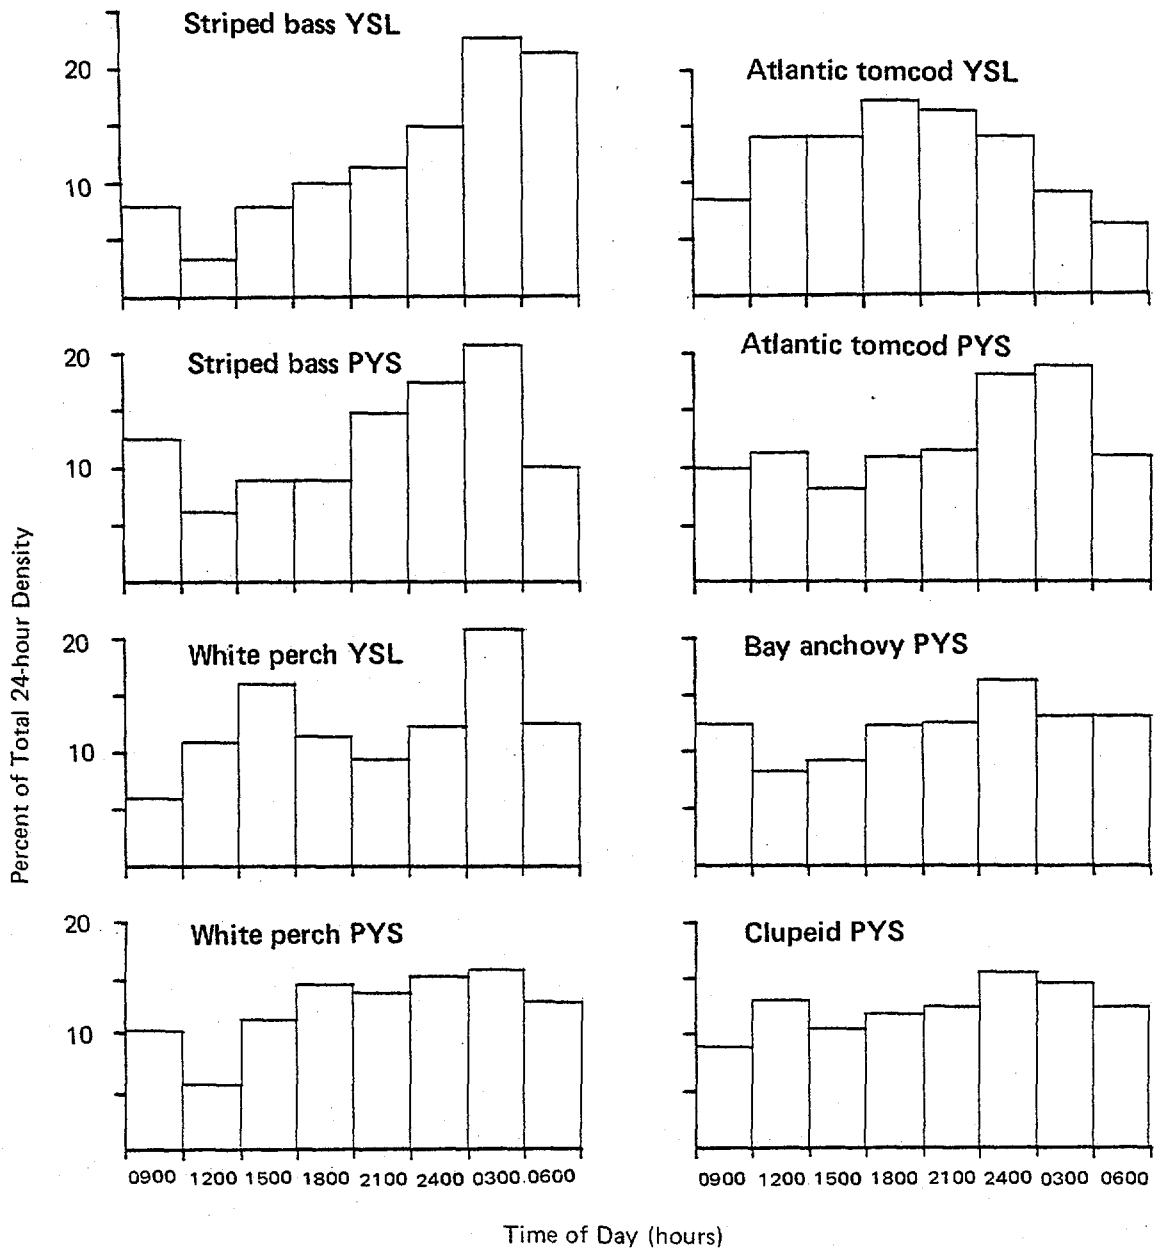 Striped bass YSL
20
10
Atlantic tomcod YSL
Striped bass PYS
20
10
Atlantic tomcod PYS
White perch YSL
20
10
Bay anchovy PYS
White perch PYS
20
10
Clupeid PYS
0900 1200 1500 1800 2100 2400 0300 0600
0900 1200 1500 1800 2100 2400 0300 0600
Percent of Total 24-hour Density
Time of Day (hours)